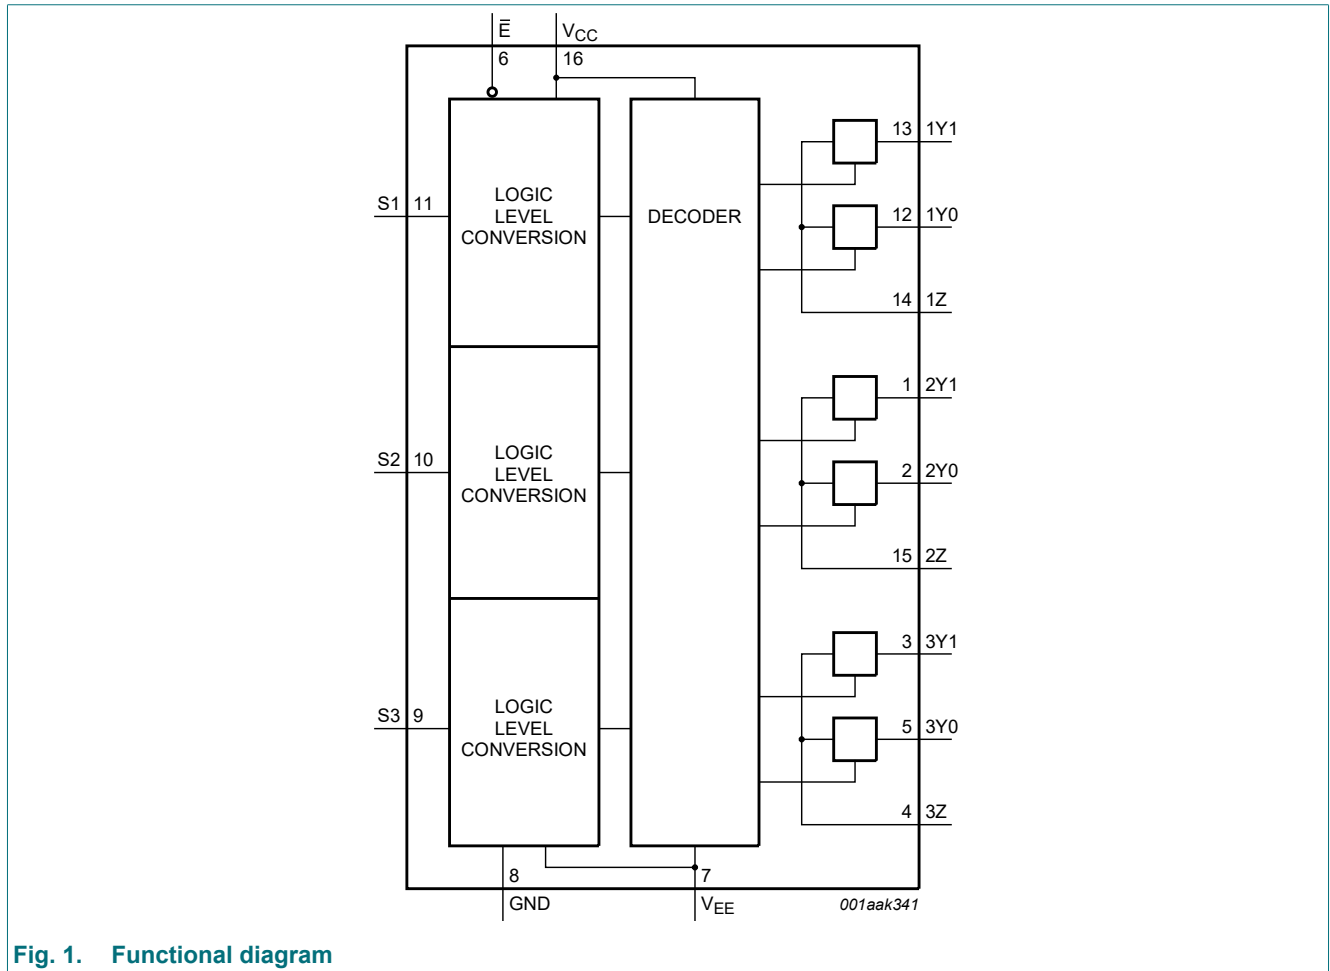 E̅ V_CC
6 16
13 1Y1
S1 11
LOGIC
LEVEL
CONVERSION
DECODER
12 1Y0
14 1Z
1 2Y1
S2 10
LOGIC
LEVEL
CONVERSION
2 2Y0
15 2Z
3 3Y1
S3 9
LOGIC
LEVEL
CONVERSION
5 3Y0
4 3Z
8 7
GND V_EE 001aak341
Fig. 1. Functional diagram